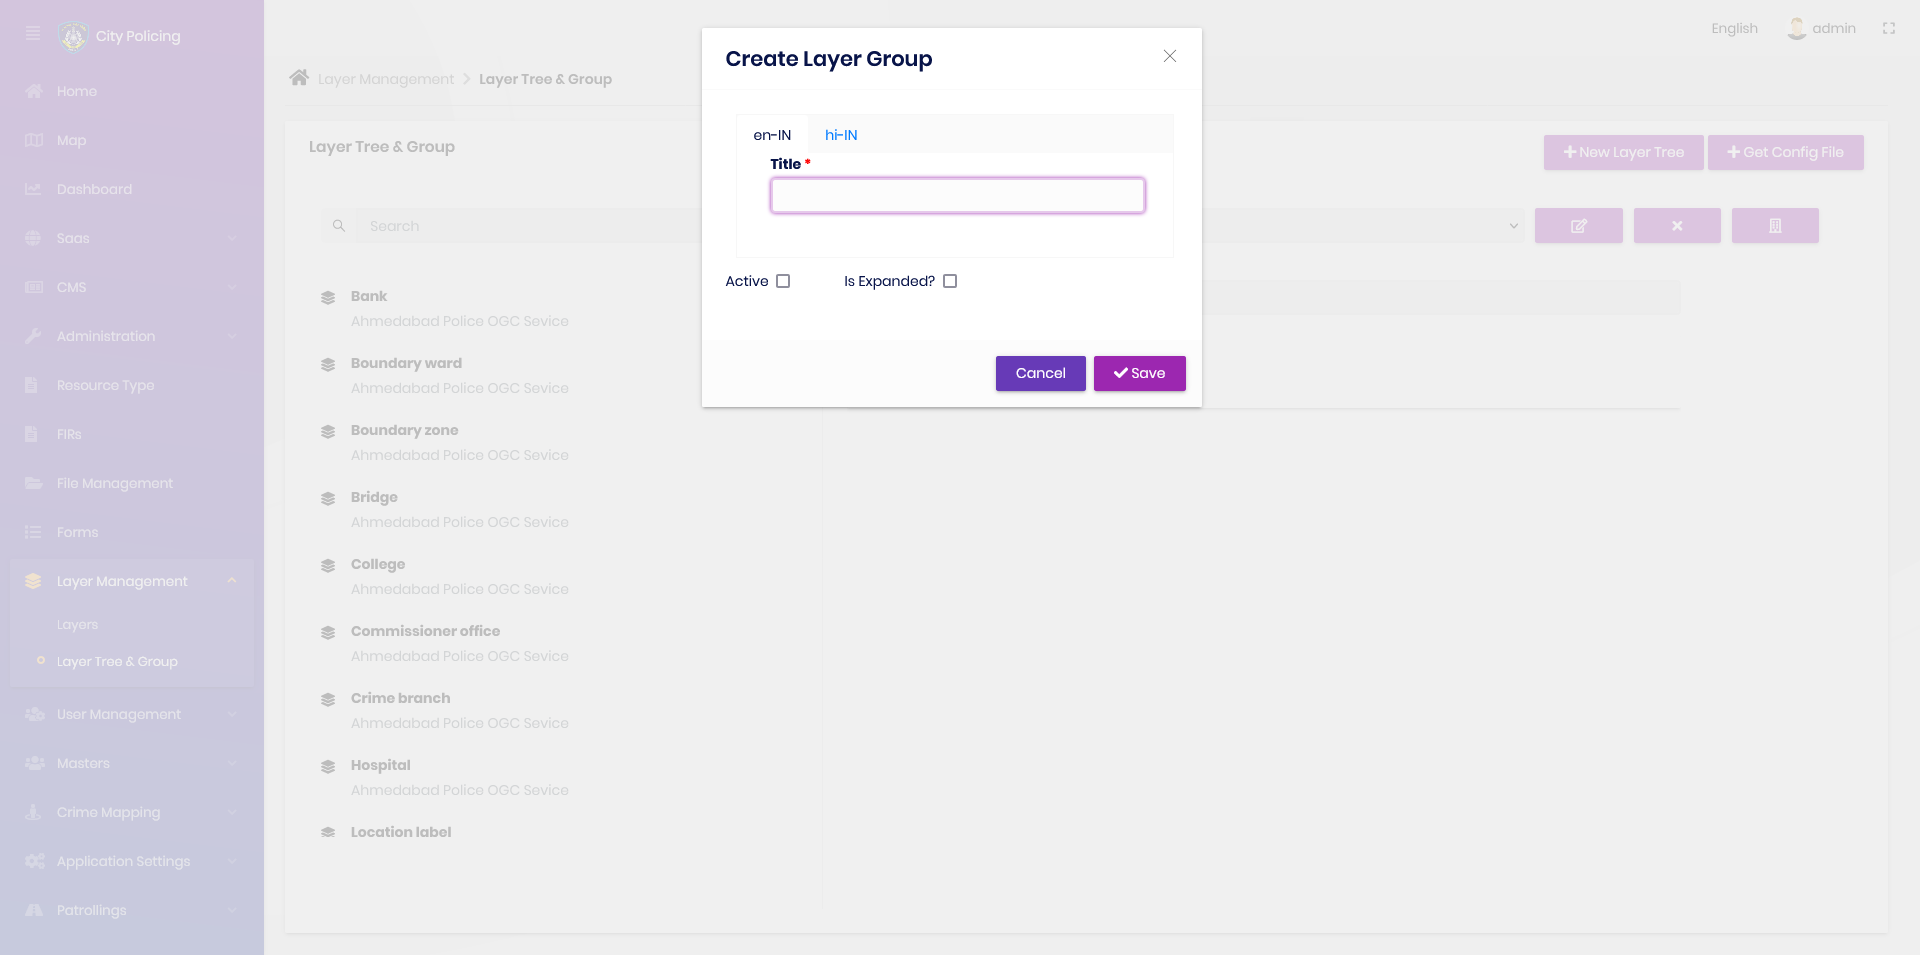 City Policing
Home
Map
Dashboard
Saas
CMS
Administration
Resource Type
FIRs
File Management
Forms
Layer Management
Layers
Layer Tree & Group
User Management
Masters
Crime Mapping
Application Settings
Patrollings
English
admin
Layer Management
Layer Tree & Group
Layer Tree & Group
New Layer Tree
Get Config File
Search
Bank
Ahmedabad Police OGC Sevice
Boundary ward
Ahmedabad Police OGC Sevice
Boundary zone
Ahmedabad Police OGC Sevice
Bridge
Ahmedabad Police OGC Sevice
College
Ahmedabad Police OGC Sevice
Commissioner office
Ahmedabad Police OGC Sevice
Crime branch
Ahmedabad Police OGC Sevice
Hospital
Ahmedabad Police OGC Sevice
Location label
Create Layer Group
en-IN
hi-IN
Title *
Active
Is Expanded?
Cancel
Save